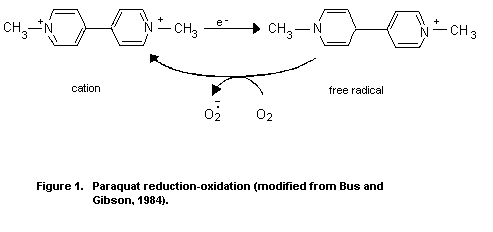 CH₃—N⁺ N⁺—CH₃ e⁻ CH₃—N N⁺—CH₃
cation free radical
O₂⁻̇ O₂
Figure 1. Paraquat reduction-oxidation (modified from Bus and
Gibson, 1984).